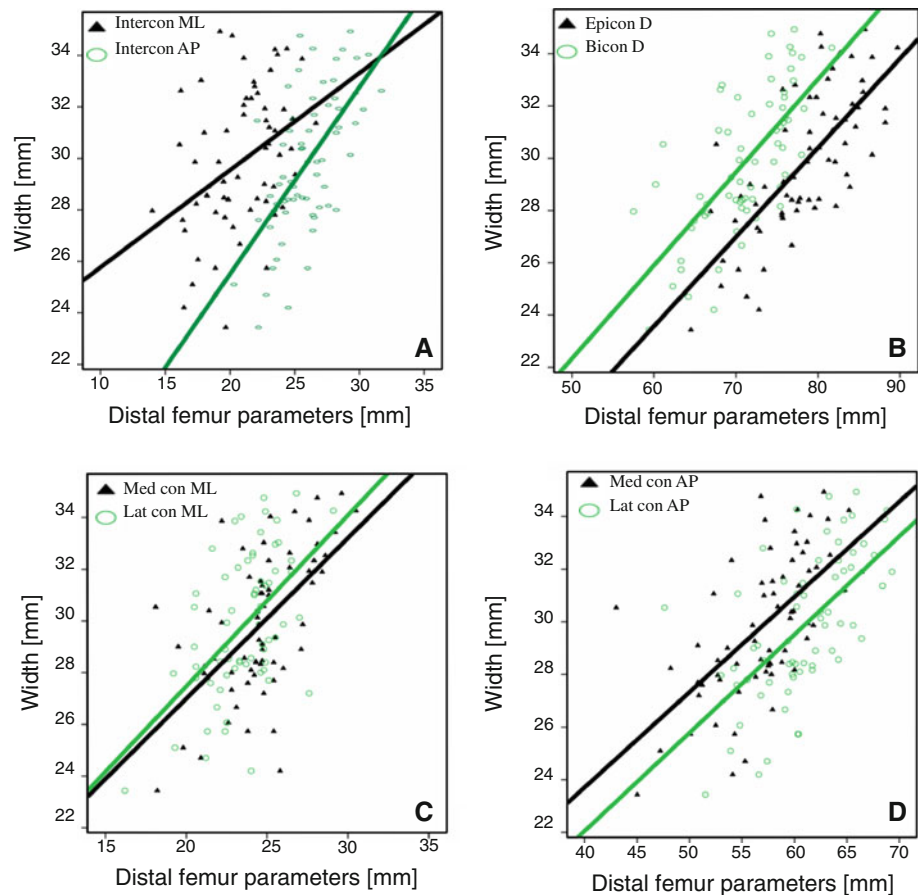 Intercon ML
Intercon AP
34
32
30
28
26
24
22
Width [mm]
10 15 20 25 30 35
Distal femur parameters [mm]
A
Epicon D
Bicon D
34
32
30
28
26
24
22
Width [mm]
50 60 70 80 90
Distal femur parameters [mm]
B
Med con ML
Lat con ML
34
32
30
28
26
24
22
Width [mm]
15 20 25 30 35 35
Distal femur parameters [mm]
C
Med con AP
Lat con AP
34
32
30
28
26
24
22
Width [mm]
40 45 50 55 60 65 70
Distal femur parameters [mm]
D